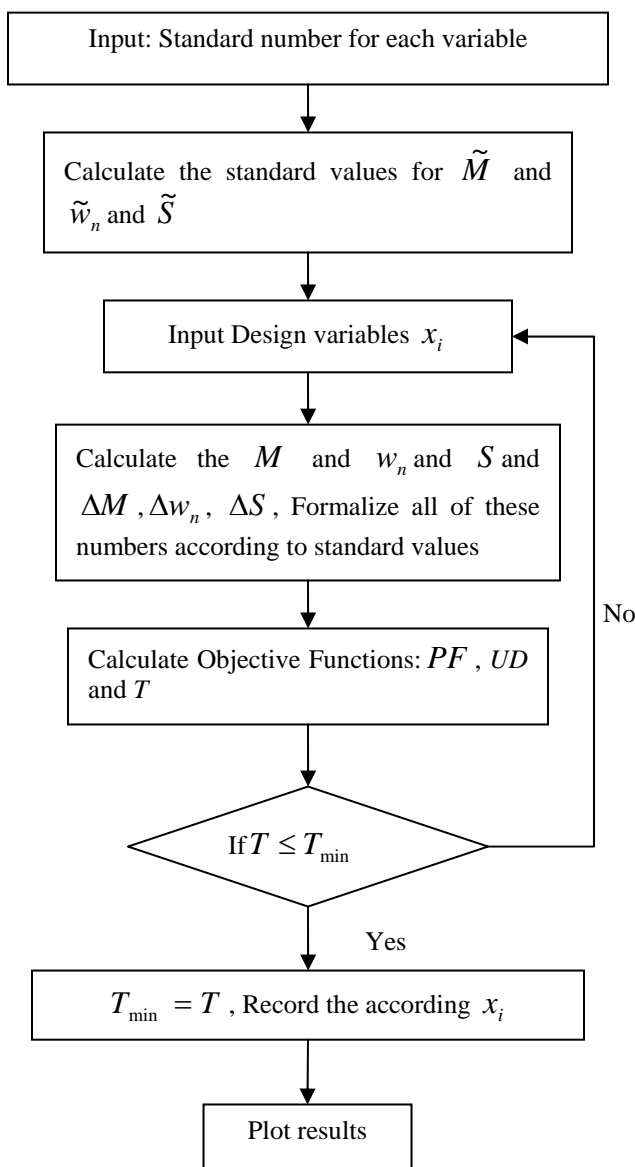 Input: Standard number for each variable
Calculate the standard values for M̃ and
w̃ₙ and S̃
Input Design variables xᵢ
Calculate the M and wₙ and S and
ΔM , Δwₙ, ΔS , Formalize all of these
numbers according to standard values
No
Calculate Objective Functions: PF , UD
and T
If T ≤ Tmin
Yes
Tmin = T , Record the according xᵢ
Plot results